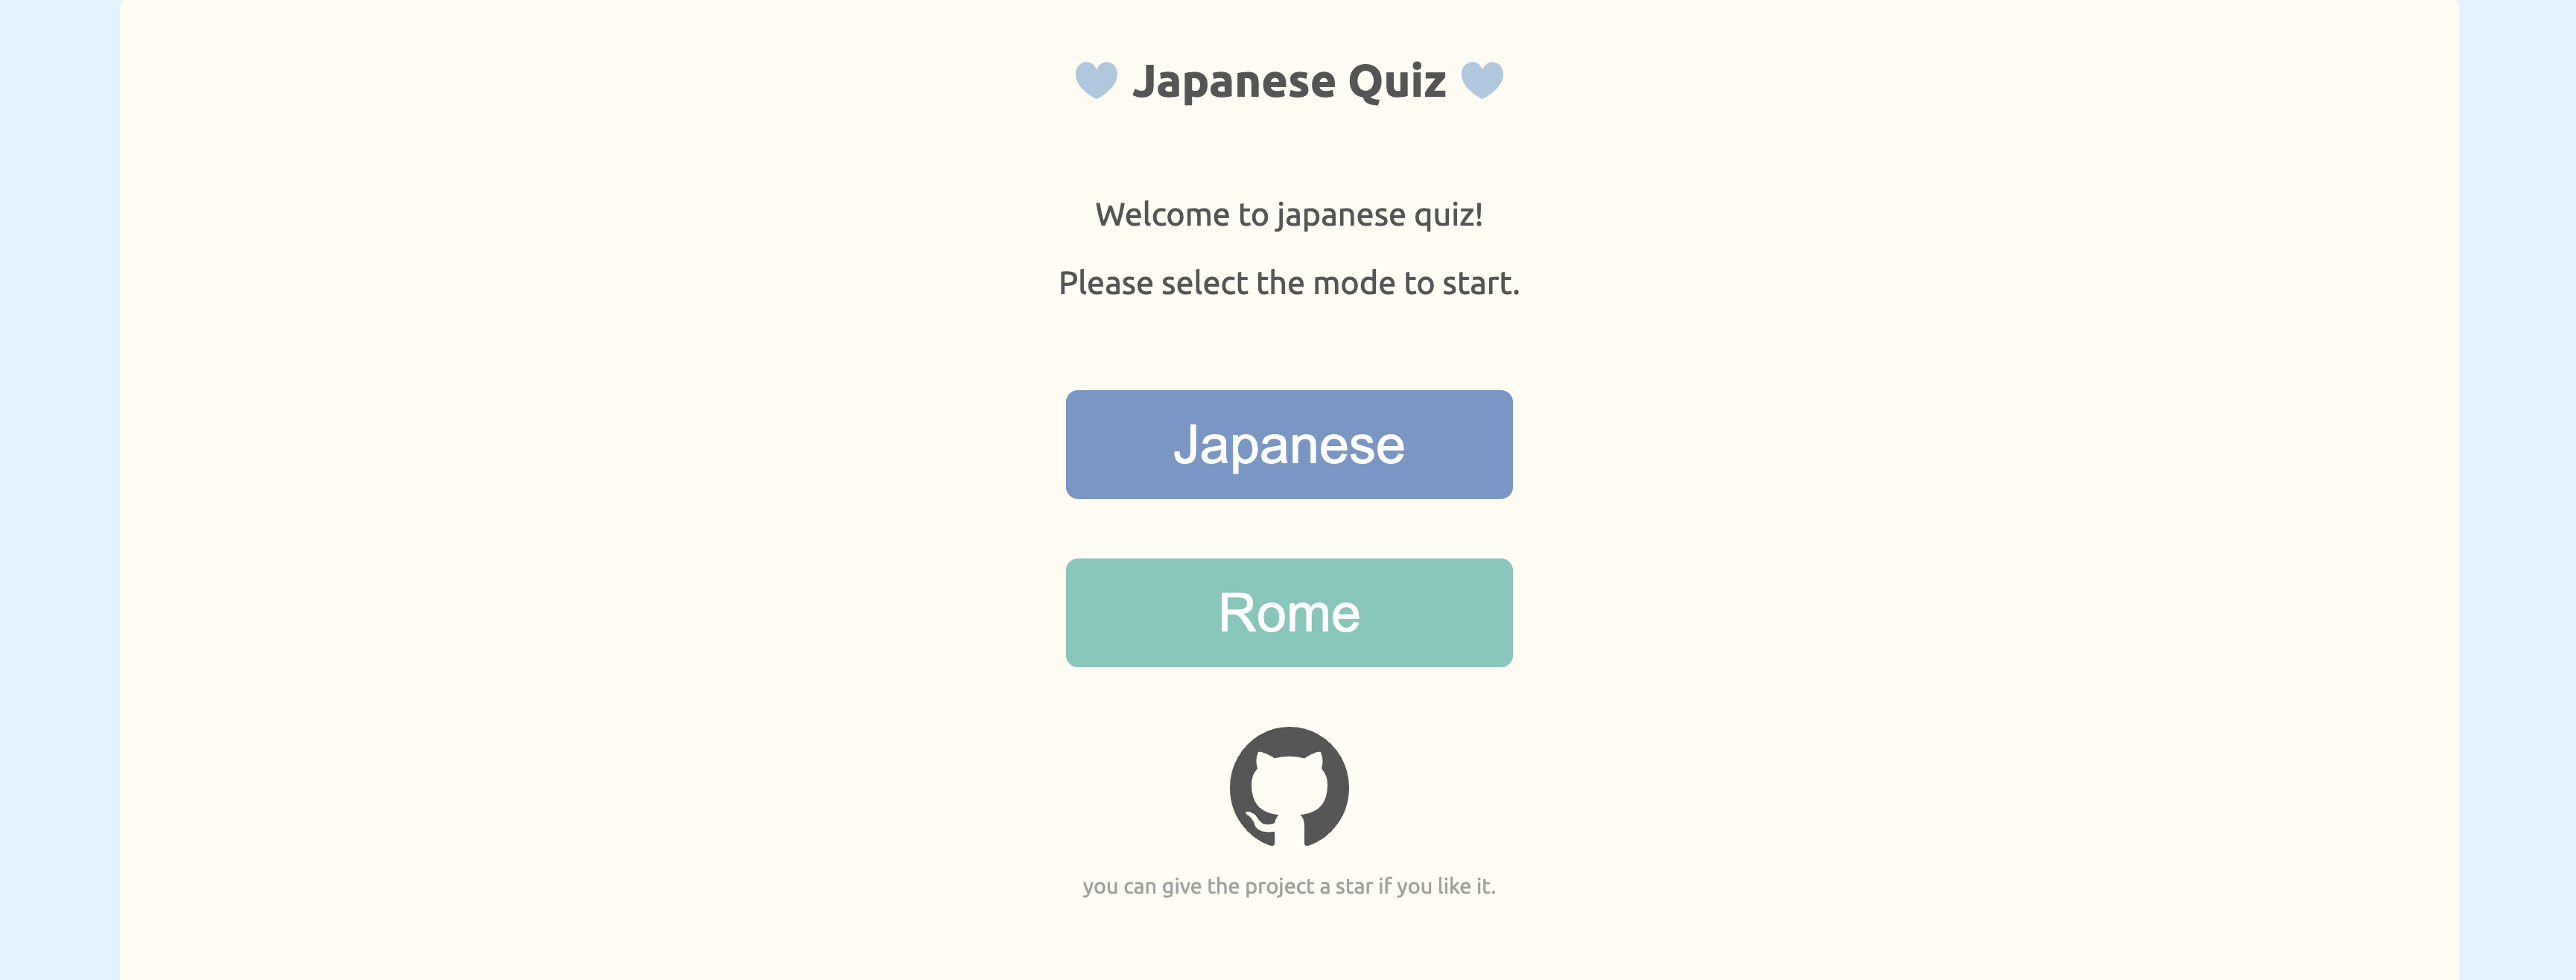 Japanese Quiz
Welcome to japanese quiz!
Please select the mode to start.
Japanese
Rome
you can give the project a star if you like it.